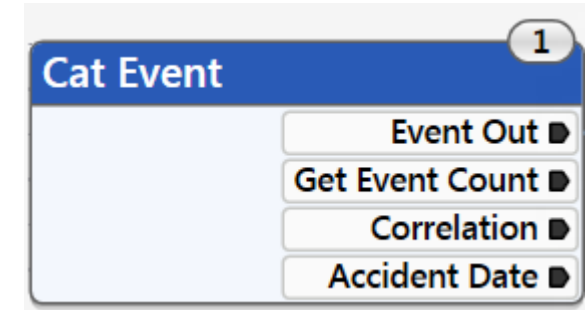 1
Cat Event
Event Out
Get Event Count
Correlation
Accident Date